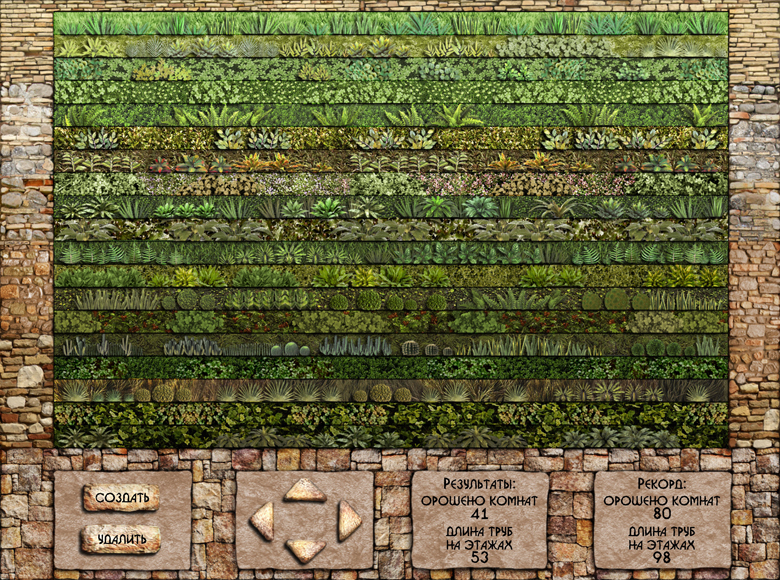 СОЗДАТЬ
УДАЛИТЬ
Результаты:
ОРОШЕНО КОМНАТ
41
ДЛИНА ТРУБ
НА ЭТАЖАХ
53
Рекорд:
ОРОШЕНО КОМНАТ
80
ДЛИНА ТРУБ
НА ЭТАЖАХ
98